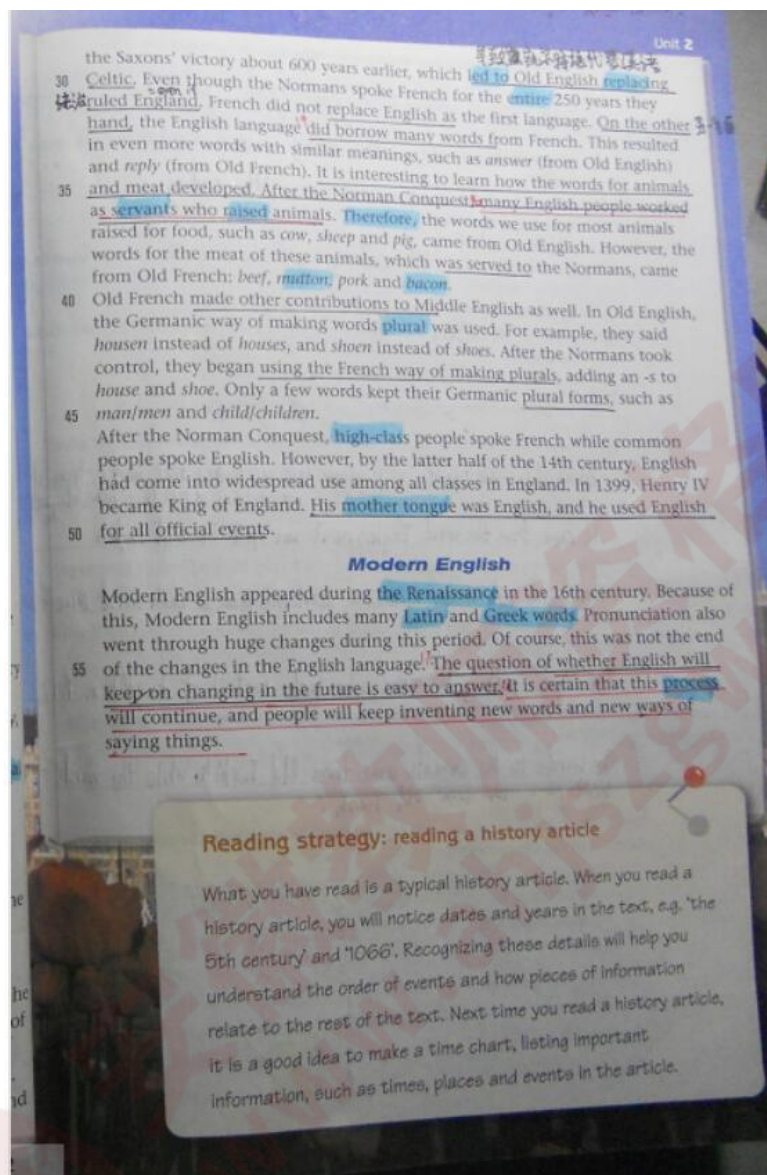 Unit 2
the Saxons' victory about 600 years earlier, which led to Old English replacing
30 Celtic. Even though the Normans spoke French for the entire 250 years they
ruled England, French did not replace English as the first language. On the other
hand, the English language did borrow many words from French. This resulted
in even more words with similar meanings, such as answer (from Old English)
and reply (from Old French). It is interesting to learn how the words for animals
35 and meat developed. After the Norman Conquest, many English people worked
as servants who raised animals. Therefore, the words we use for most animals
raised for food, such as cow, sheep and pig, came from Old English. However, the
words for the meat of these animals, which was served to the Normans, came
from Old French: beef, mutton, pork and bacon.
40 Old French made other contributions to Middle English as well. In Old English,
the Germanic way of making words plural was used. For example, they said
housen instead of houses, and shoen instead of shoes. After the Normans took
control, they began using the French way of making plurals, adding an -s to
house and shoe. Only a few words kept their Germanic plural forms, such as
45 man/men and child/children.
After the Norman Conquest, high-class people spoke French while common
people spoke English. However, by the latter half of the 14th century, English
had come into widespread use among all classes in England. In 1399, Henry IV
became King of England. His mother tongue was English, and he used English
50 for all official events.
Modern English
Modern English appeared during the Renaissance in the 16th century. Because of
this, Modern English includes many Latin and Greek words. Pronunciation also
went through huge changes during this period. Of course, this was not the end
55 of the changes in the English language. The question of whether English will
keep on changing in the future is easy to answer. It is certain that this process
will continue, and people will keep inventing new words and new ways of
saying things.
Reading strategy: reading a history article
What you have read is a typical history article. When you read a
history article, you will notice dates and years in the text, e.g. 'the
5th century' and '1066'. Recognizing these details will help you
understand the order of events and how pieces of information
relate to the rest of the text. Next time you read a history article,
it is a good idea to make a time chart, listing important
information, such as times, places and events in the article.
he
of